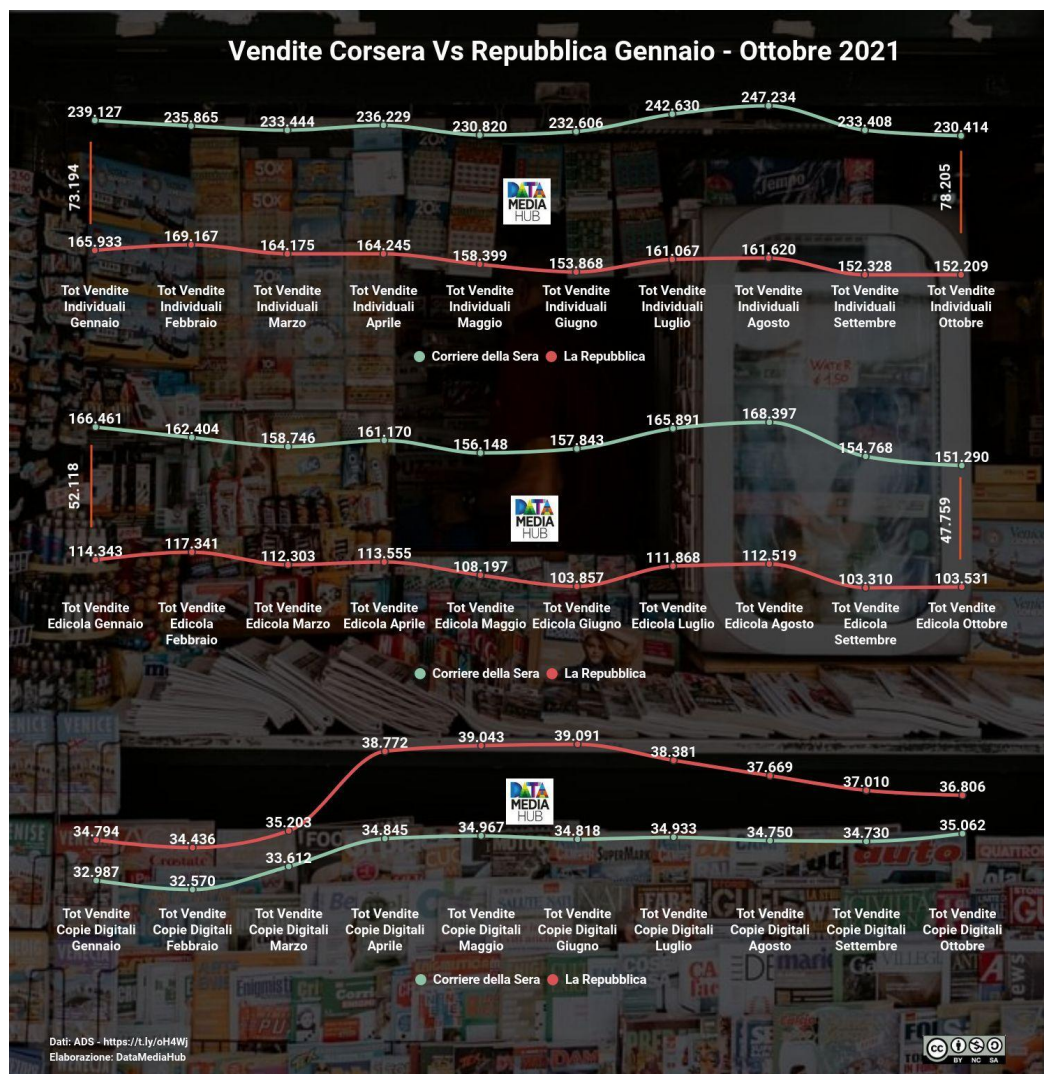 Vendite Corsera Vs Repubblica Gennaio - Ottobre 2021
239.127 235.865 233.444 236.229 230.820 232.606 242.630 247.234 233.408 230.414
73.194 78.205
DATA
MEDIA
HUB
165.933 169.167 164.175 164.245 158.399 153.868 161.067 161.620 152.328 152.209
Tot Vendite Tot Vendite Tot Vendite Tot Vendite Tot Vendite Tot Vendite Tot Vendite Tot Vendite Tot Vendite Tot Vendite
Individuali Individuali Individuali Individuali Individuali Individuali Individuali Individuali Individuali Individuali
Gennaio Febbraio Marzo Aprile Maggio Giugno Luglio Agosto Settembre Ottobre
Corriere della Sera La Repubblica
WATER
€ 1,50
166.461 162.404 158.746 161.170 156.148 157.843 165.891 168.397 154.768 151.290
52.118 47.759
DATA
MEDIA
HUB
114.343 117.341 112.303 113.555 108.197 103.857 111.868 112.519 103.310 103.531
Tot Vendite Tot Vendite Tot Vendite Tot Vendite Tot Vendite Tot Vendite Tot Vendite Tot Vendite Tot Vendite Tot Vendite
Edicola Gennaio Edicola Edicola Marzo Edicola Aprile Edicola Maggio Edicola Giugno Edicola Luglio Edicola Agosto Edicola Edicola Ottobre
Febbraio Settembre
Corriere della Sera La Repubblica
34.794 34.436 35.203 38.772 39.043 39.091 38.381 37.669 37.010 36.806
DATA
MEDIA
HUB
32.987 32.570 33.612 34.845 34.967 34.818 34.933 34.750 34.730 35.062
Tot Vendite Tot Vendite Tot Vendite Tot Vendite Tot Vendite Tot Vendite Tot Vendite Tot Vendite Tot Vendite Tot Vendite
Copie Digitali Copie Digitali Copie Digitali Copie Digitali Copie Digitali Copie Digitali Copie Digitali Copie Digitali Copie Digitali Copie Digitali
Gennaio Febbraio Marzo Aprile Maggio Giugno Luglio Agosto Settembre Ottobre
Corriere della Sera La Repubblica
Dati: ADS - https://t.ly/oH4Wj
Elaborazione: DataMediaHub
cc BY NC SA